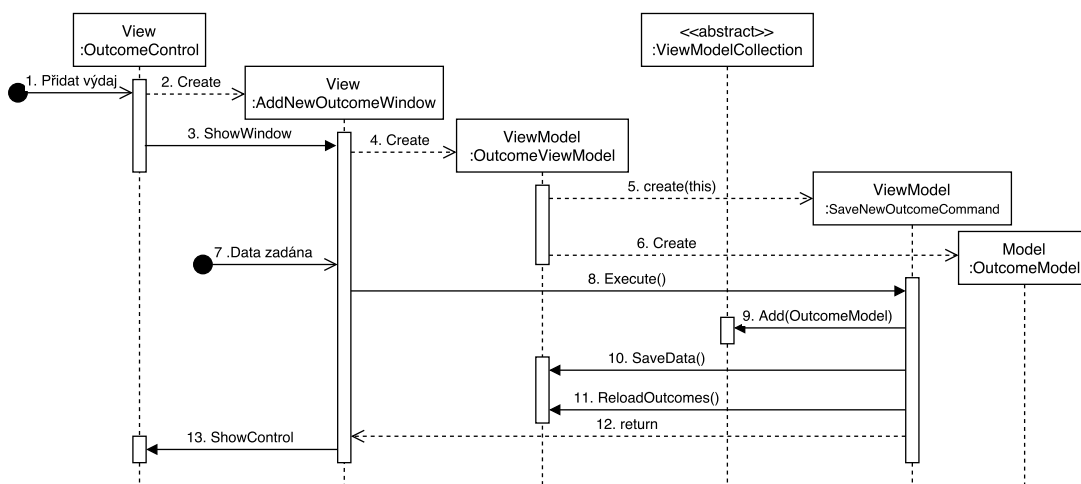 View
:OutcomeControl
<<abstract>>
:ViewModelCollection
1. Přidat výdaj
2. Create
View
:AddNewOutcomeWindow
3. ShowWindow
4. Create
ViewModel
:OutcomeViewModel
5. create(this)
ViewModel
:SaveNewOutcomeCommand
6. Create
Model
:OutcomeModel
7 .Data zadána
8. Execute()
9. Add(OutcomeModel)
10. SaveData()
11. ReloadOutcomes()
12. return
13. ShowControl